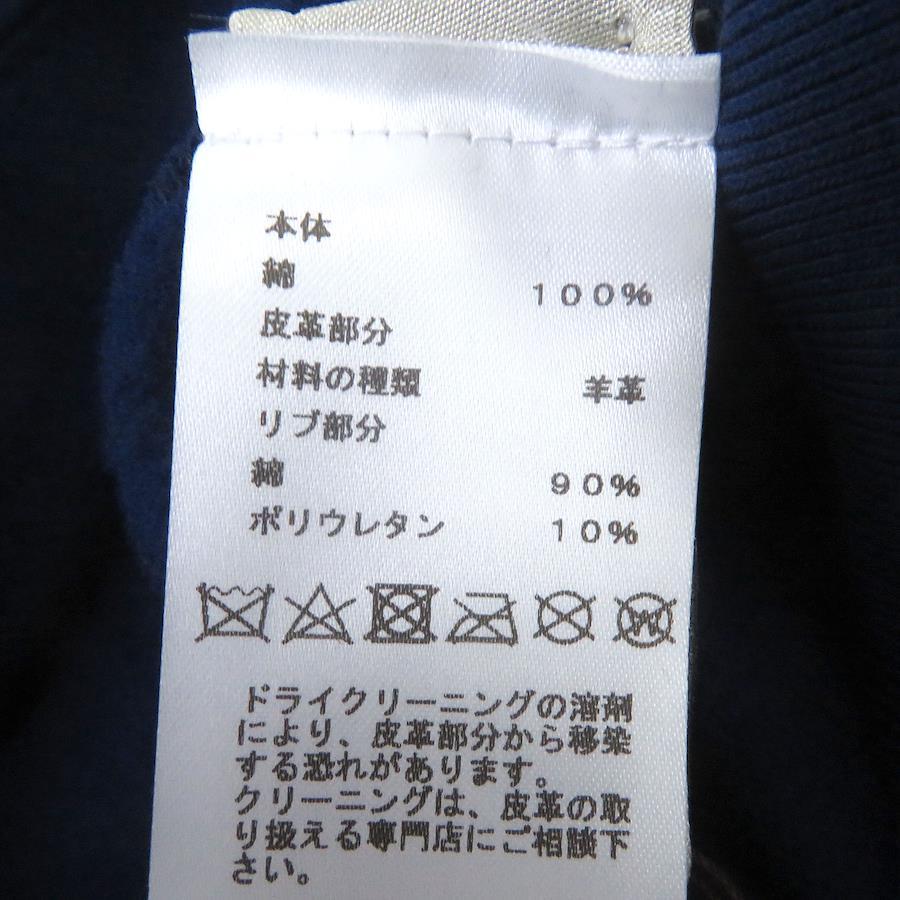 本体
綿 100%
皮革部分
材料の種類 羊革
リブ部分
綿 90%
ポリウレタン 10%
W
ドライクリーニングの溶剤
により、皮革部分から移染
する恐れがあります。
クリーニングは、皮革の取
り扱える専門店にご相談下
さい。